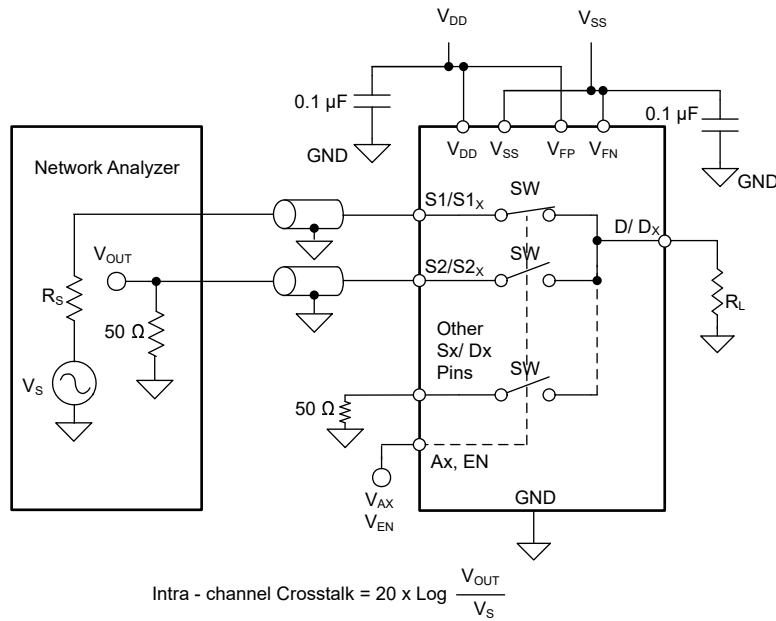 V_DD
V_SS
0.1 µF
0.1 µF
GND
GND
V_DD
V_SS
V_FP
V_FN
Network Analyzer
S1/S1_X
SW
D/ D_X
V_OUT
S2/S2_X
SW
R_S
50 Ω
R_L
V_S
Other
Sx/ Dx
Pins
SW
50 Ω
Ax, EN
V_AX
V_EN
GND
Intra - channel Crosstalk = 20 x Log V_OUT
V_S